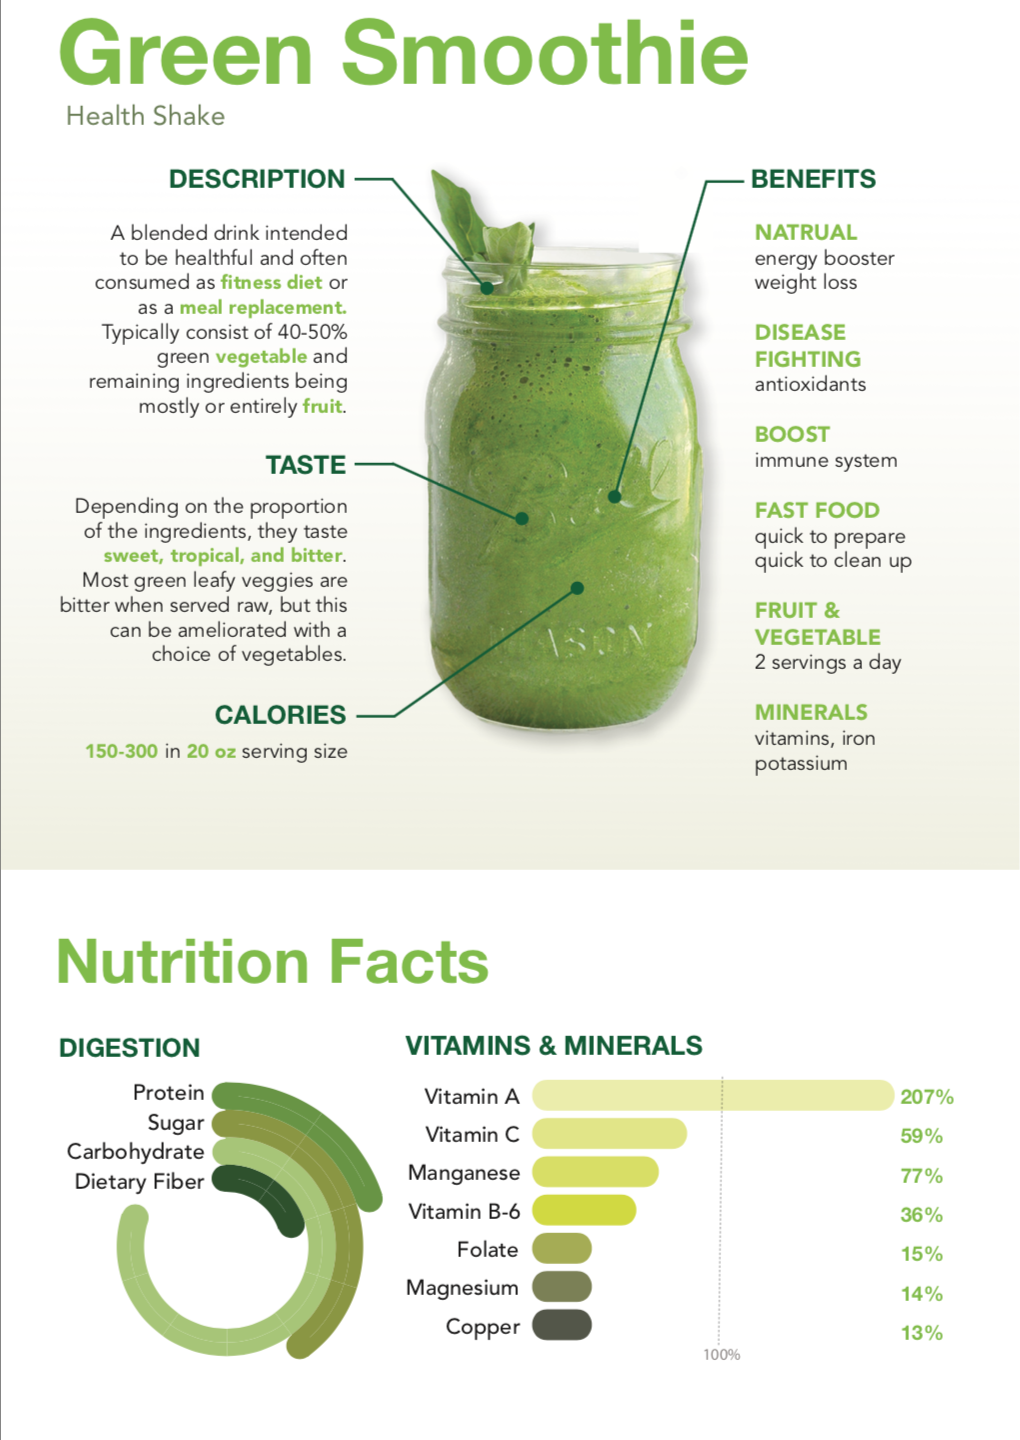 Green Smoothie
Health Shake
DESCRIPTION
A blended drink intended
to be healthful and often
consumed as fitness diet or
as a meal replacement.
Typically consist of 40-50%
green vegetable and
remaining ingredients being
mostly or entirely fruit.
TASTE
Depending on the proportion
of the ingredients, they taste
sweet, tropical, and bitter.
Most green leafy veggies are
bitter when served raw, but this
can be ameliorated with a
choice of vegetables.
CALORIES
150-300 in 20 oz serving size
MASON
BENEFITS
NATRUAL
energy booster
weight loss
DISEASE
FIGHTING
antioxidants
BOOST
immune system
FAST FOOD
quick to prepare
quick to clean up
FRUIT &
VEGETABLE
2 servings a day
MINERALS
vitamins, iron
potassium
Nutrition Facts
DIGESTION
Protein
Sugar
Carbohydrate
Dietary Fiber
VITAMINS & MINERALS
Vitamin A 207%
Vitamin C 59%
Manganese 77%
Vitamin B-6 36%
Folate 15%
Magnesium 14%
Copper 13%
100%